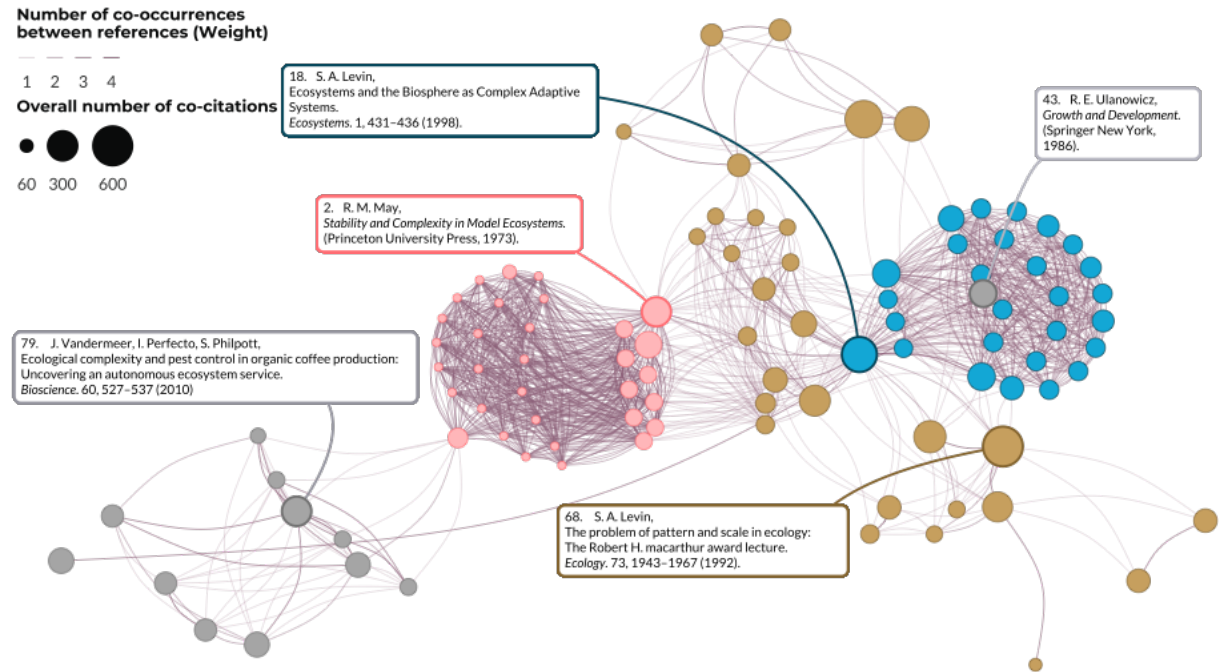 Number of co-occurrences
between references (Weight)
1 2 3 4
Overall number of co-citations
60 300 600
18. S. A. Levin,
Ecosystems and the Biosphere as Complex Adaptive
Systems.
Ecosystems. 1, 431–436 (1998).
43. R. E. Ulanowicz,
Growth and Development.
(Springer New York,
1986).
2. R. M. May,
Stability and Complexity in Model Ecosystems.
(Princeton University Press, 1973).
79. J. Vandermeer, I. Perfecto, S. Philpott,
Ecological complexity and pest control in organic coffee production:
Uncovering an autonomous ecosystem service.
Bioscience. 60, 527–537 (2010)
68. S. A. Levin,
The problem of pattern and scale in ecology:
The Robert H. macarthur award lecture.
Ecology. 73, 1943–1967 (1992).